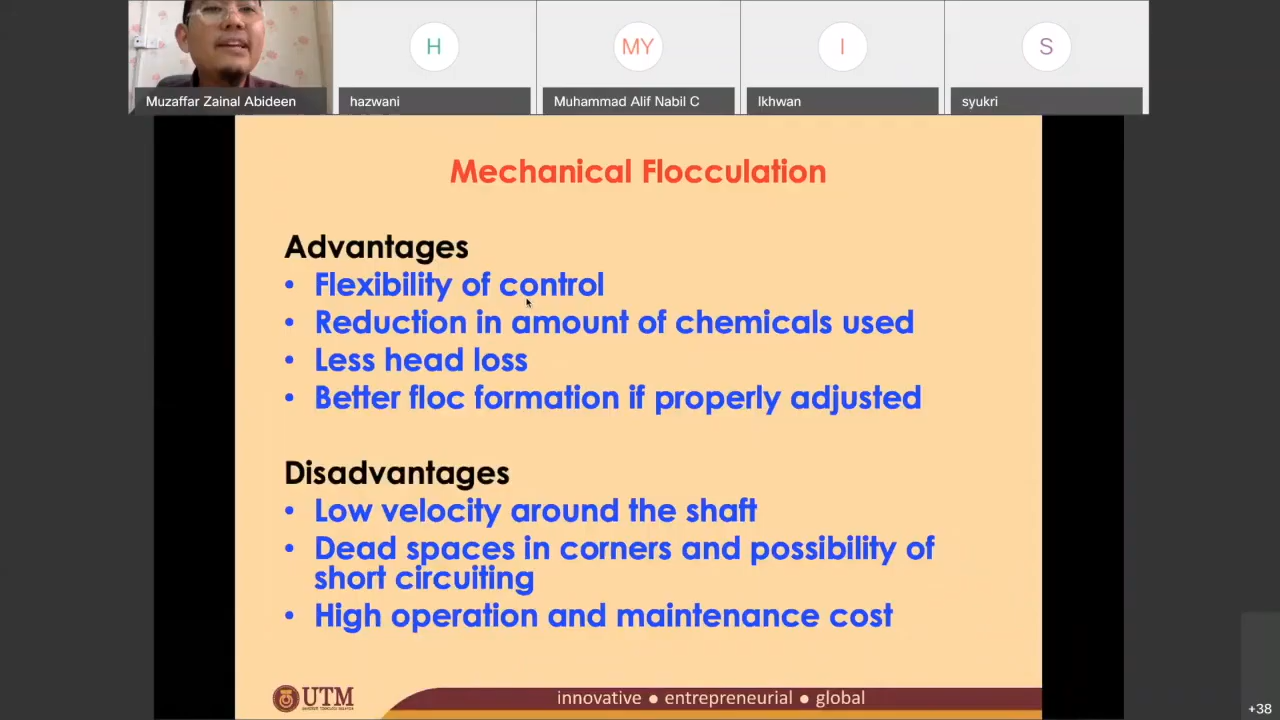 H
MY
I
S
Muzaffar Zainal Abideen
hazwani
Muhammad Alif Nabil C
Ikhwan
syukri
Mechanical Flocculation
Advantages
• Flexibility of control
• Reduction in amount of chemicals used
• Less head loss
• Better floc formation if properly adjusted
Disadvantages
• Low velocity around the shaft
• Dead spaces in corners and possibility of
short circuiting
• High operation and maintenance cost
UTM
innovative ● entrepreneurial ● global
+38